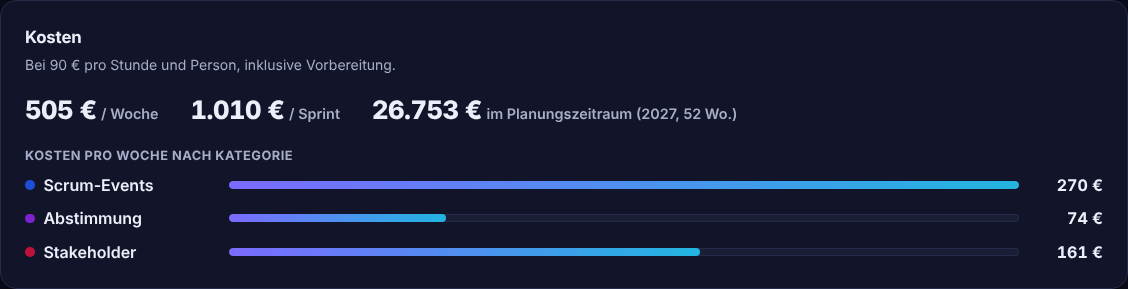 Kosten
Bei 90 € pro Stunde und Person, inklusive Vorbereitung.
505 € / Woche 1.010 € / Sprint 26.753 € im Planungszeitraum (2027, 52 Wo.)
KOSTEN PRO WOCHE NACH KATEGORIE
Scrum-Events 270 €
Abstimmung 74 €
Stakeholder 161 €